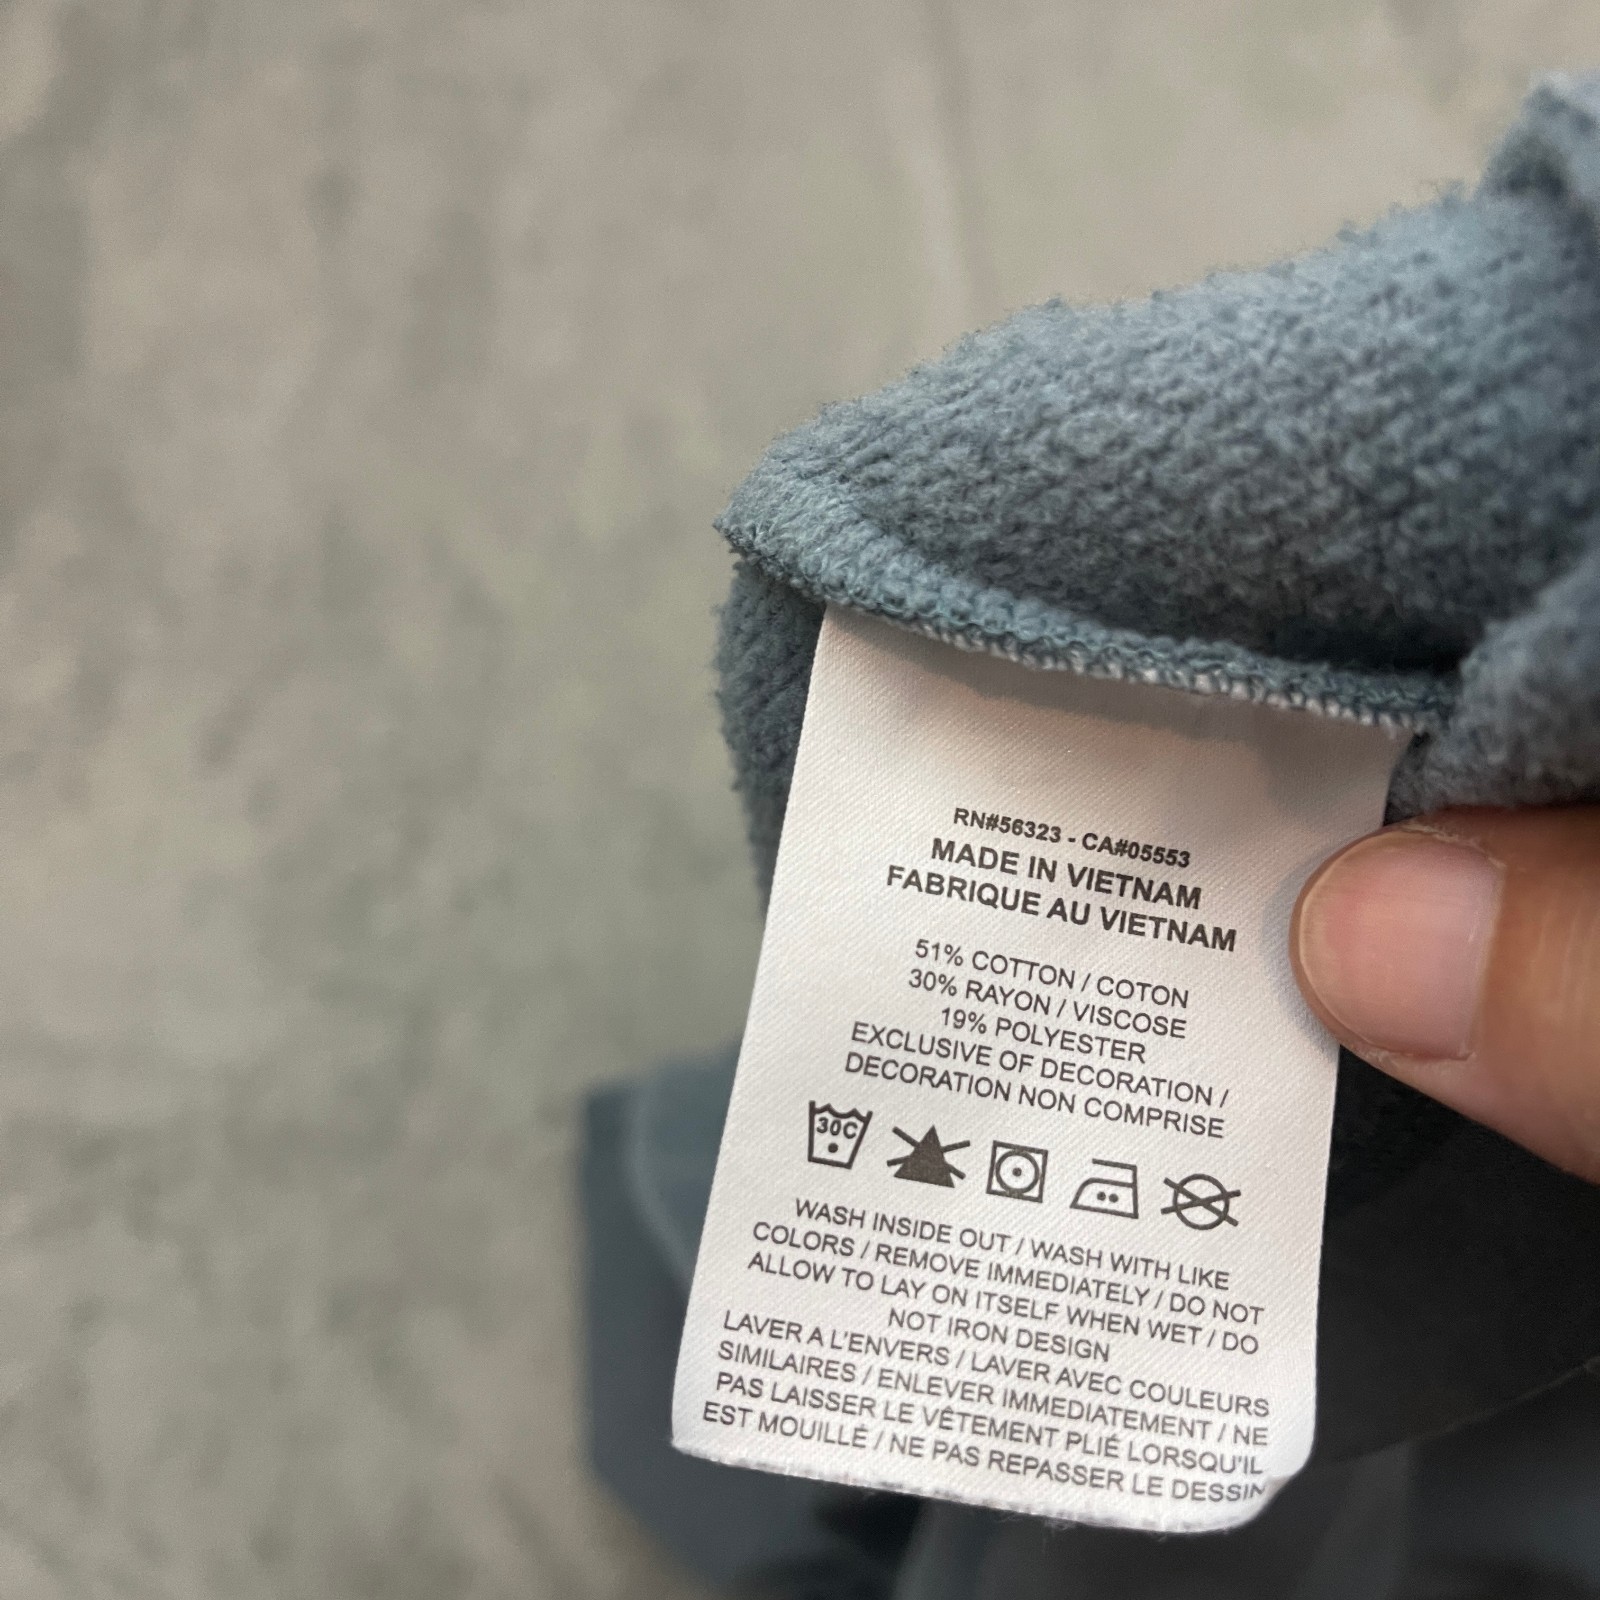 RN#56323 - CA#05553
MADE IN VIETNAM
FABRIQUE AU VIETNAM
51% COTTON / COTON
30% RAYON / VISCOSE
19% POLYESTER
EXCLUSIVE OF DECORATION /
DECORATION NON COMPRISE
30C
WASH INSIDE OUT / WASH WITH LIKE
COLORS / REMOVE IMMEDIATELY / DO NOT
ALLOW TO LAY ON ITSELF WHEN WET / DO
NOT IRON DESIGN
LAVER A L'ENVERS / LAVER AVEC COULEURS
SIMILAIRES / ENLEVER IMMEDIATEMENT / NE
PAS LAISSER LE VÊTEMENT PLIÉ LORSQU'IL
EST MOUILLÉ / NE PAS REPASSER LE DESSIN